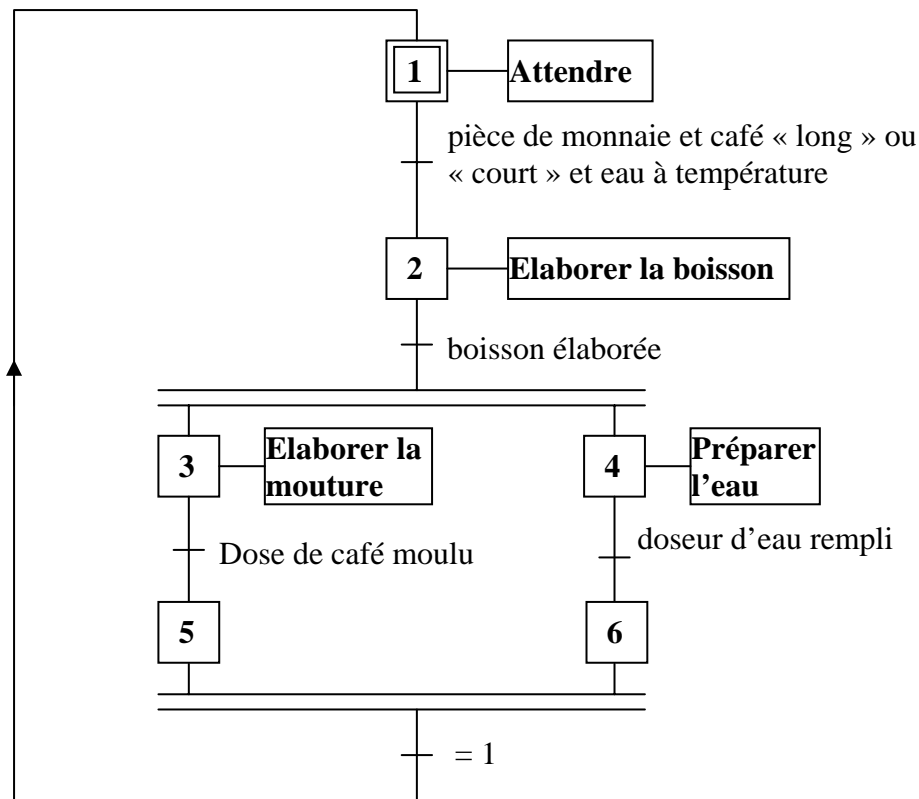 1
Attendre
pièce de monnaie et café « long » ou
« court » et eau à température
2
Elaborer la boisson
boisson élaborée
3
Elaborer la
mouture
4
Préparer
l’eau
Dose de café moulu
doseur d’eau rempli
5
6
= 1